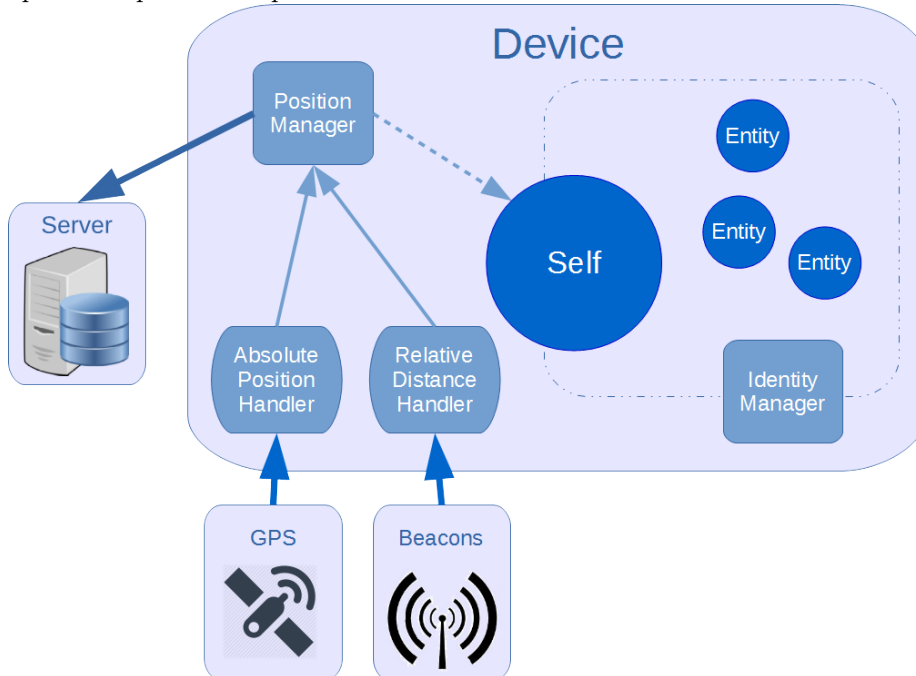 Device
Position
Manager
Entity
Server
Entity
Self
Entity
Absolute
Position
Handler
Relative
Distance
Handler
Identity
Manager
GPS
Beacons